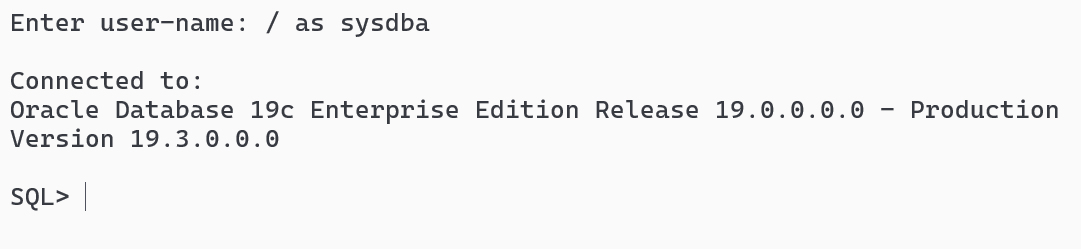 Enter user-name: / as sysdba
Connected to:
Oracle Database 19c Enterprise Edition Release 19.0.0.0.0 - Production
Version 19.3.0.0.0
SQL>